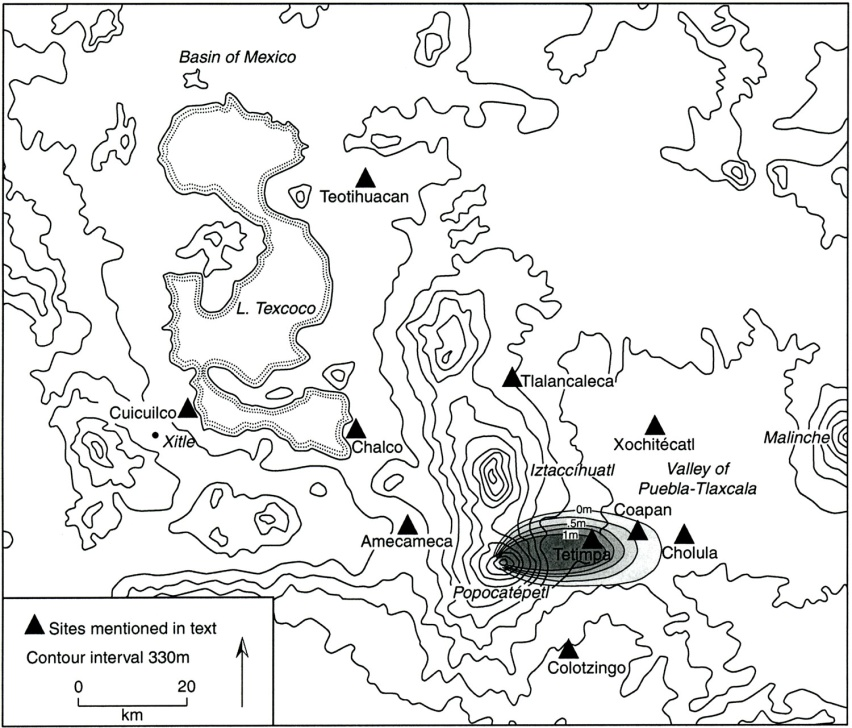 Basin of Mexico
Teotihuacan
L. Texcoco
Tlalancaleca
Cuicuilco
Xitle
Chalco
Xochitécatl
Malinche
Iztaccíhuatl
Valley of
Puebla-Tlaxcala
0m
.5m
1m
Coapan
Amecameca
Tetimpa
Cholula
Popocatépetl
Sites mentioned in text
Contour interval 330m
0 20
km
Colotzingo